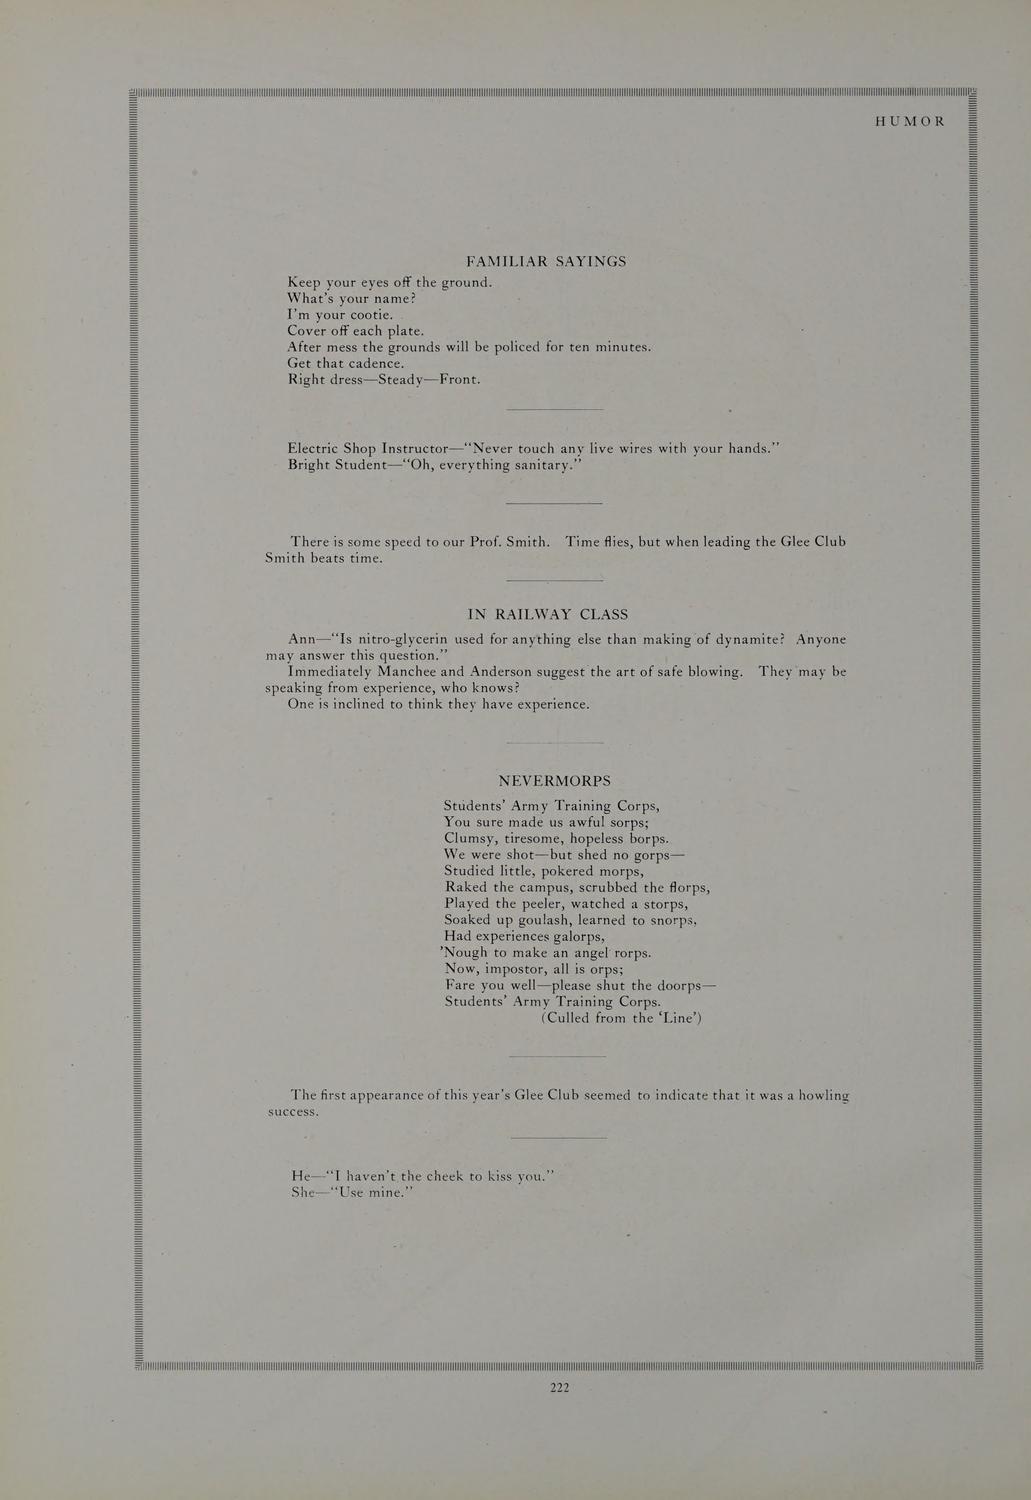 HUMOR
FAMILIAR SAYINGS
Keep your eyes off the ground.
What's your name?
I'm your cootie.
Cover off each plate.
After mess the grounds will be policed for ten minutes.
Get that cadence.
Right dress—Steady—Front.
Electric Shop Instructor—“Never touch any live wires with your hands.”
Bright Student—“Oh, everything sanitary.”
There is some speed to our Prof. Smith. Time flies, but when leading the Glee Club
Smith beats time.
IN RAILWAY CLASS
Ann—“Is nitro-glycerin used for anything else than making of dynamite? Anyone
may answer this question.”
Immediately Manchee and Anderson suggest the art of safe blowing. They may be
speaking from experience, who knows?
One is inclined to think they have experience.
NEVERMORPS
Students' Army Training Corps,
You sure made us awful sorps;
Clumsy, tiresome, hopeless borps.
We were shot—but shed no gorps—
Studied little, pokered morps,
Raked the campus, scrubbed the florps,
Played the peeler, watched a storps,
Soaked up goulash, learned to snorps,
Had experiences galorps,
'Nough to make an angel rorps.
Now, impostor, all is orps;
Fare you well—please shut the doorps—
Students' Army Training Corps.
(Culled from the ‘Line’)
The first appearance of this year's Glee Club seemed to indicate that it was a howling
success.
He—“I haven't the cheek to kiss you.”
She—“Use mine.”
222